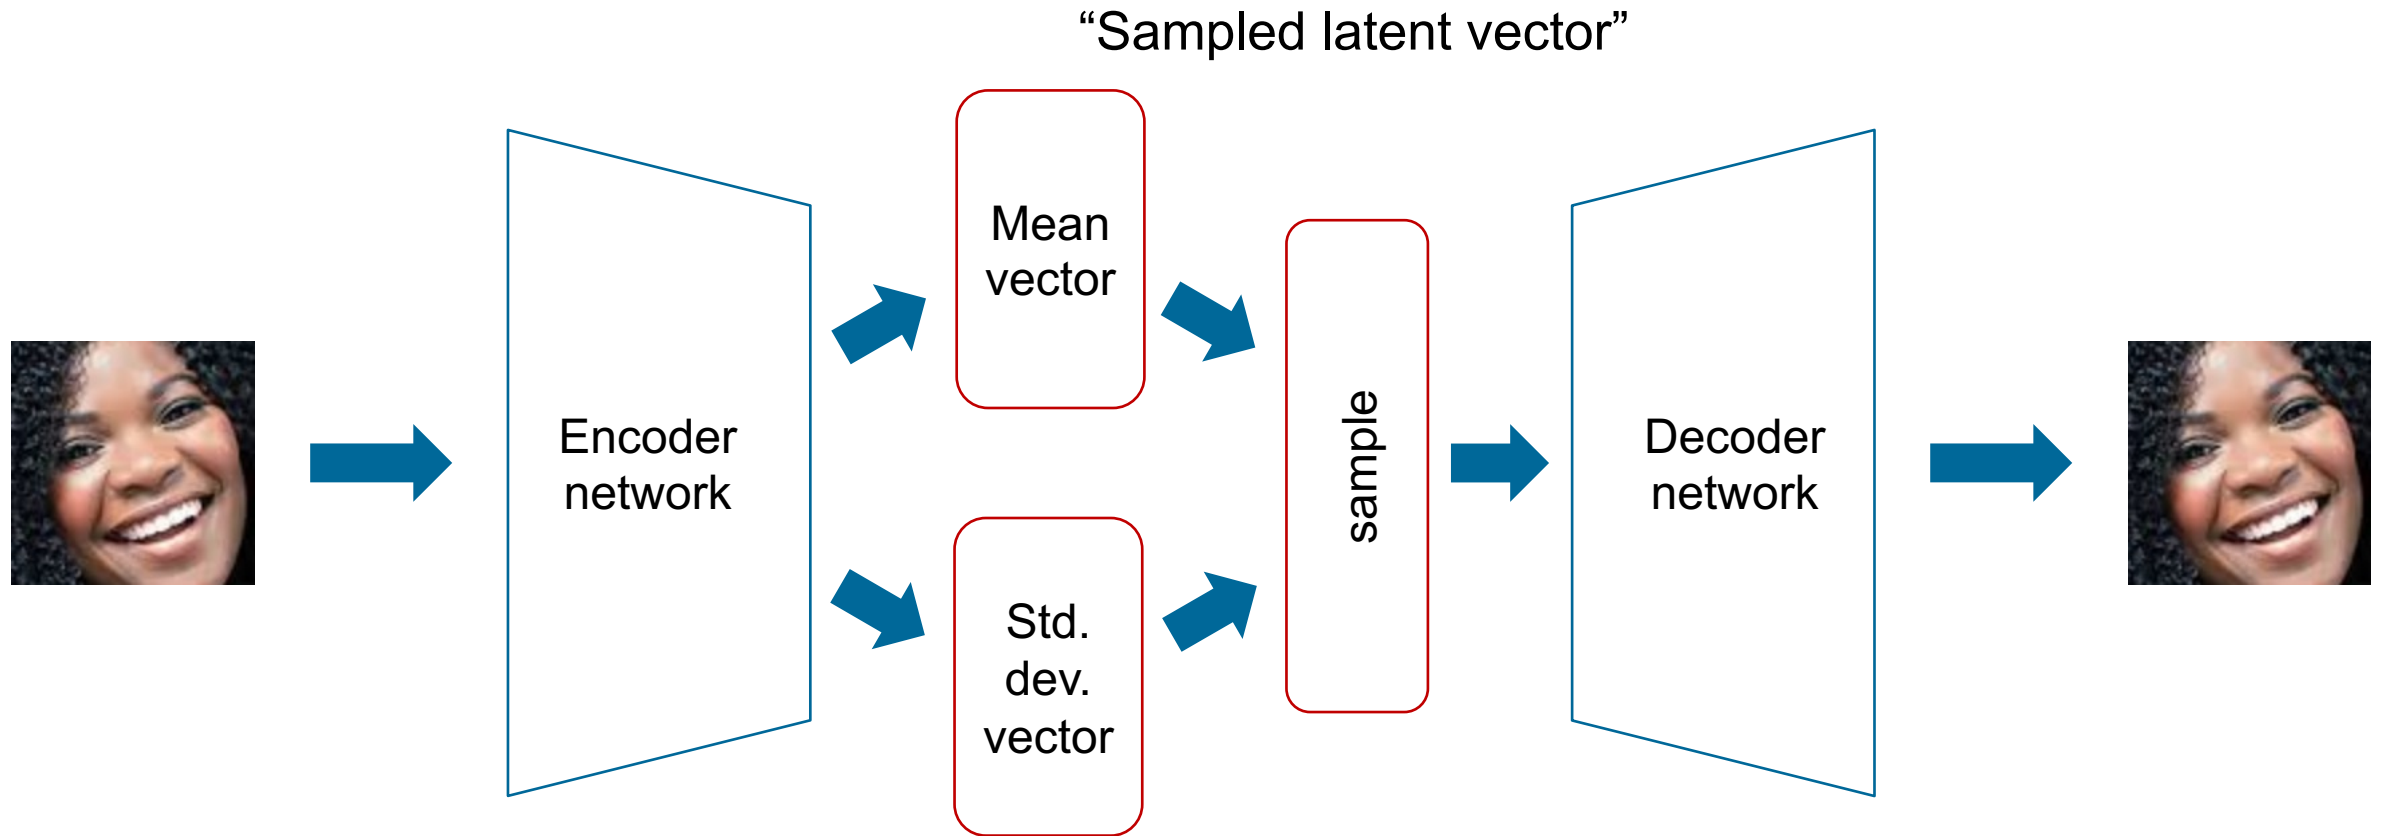 “Sampled latent vector”
Encoder
network
Mean
vector
Std.
dev.
vector
sample
Decoder
network